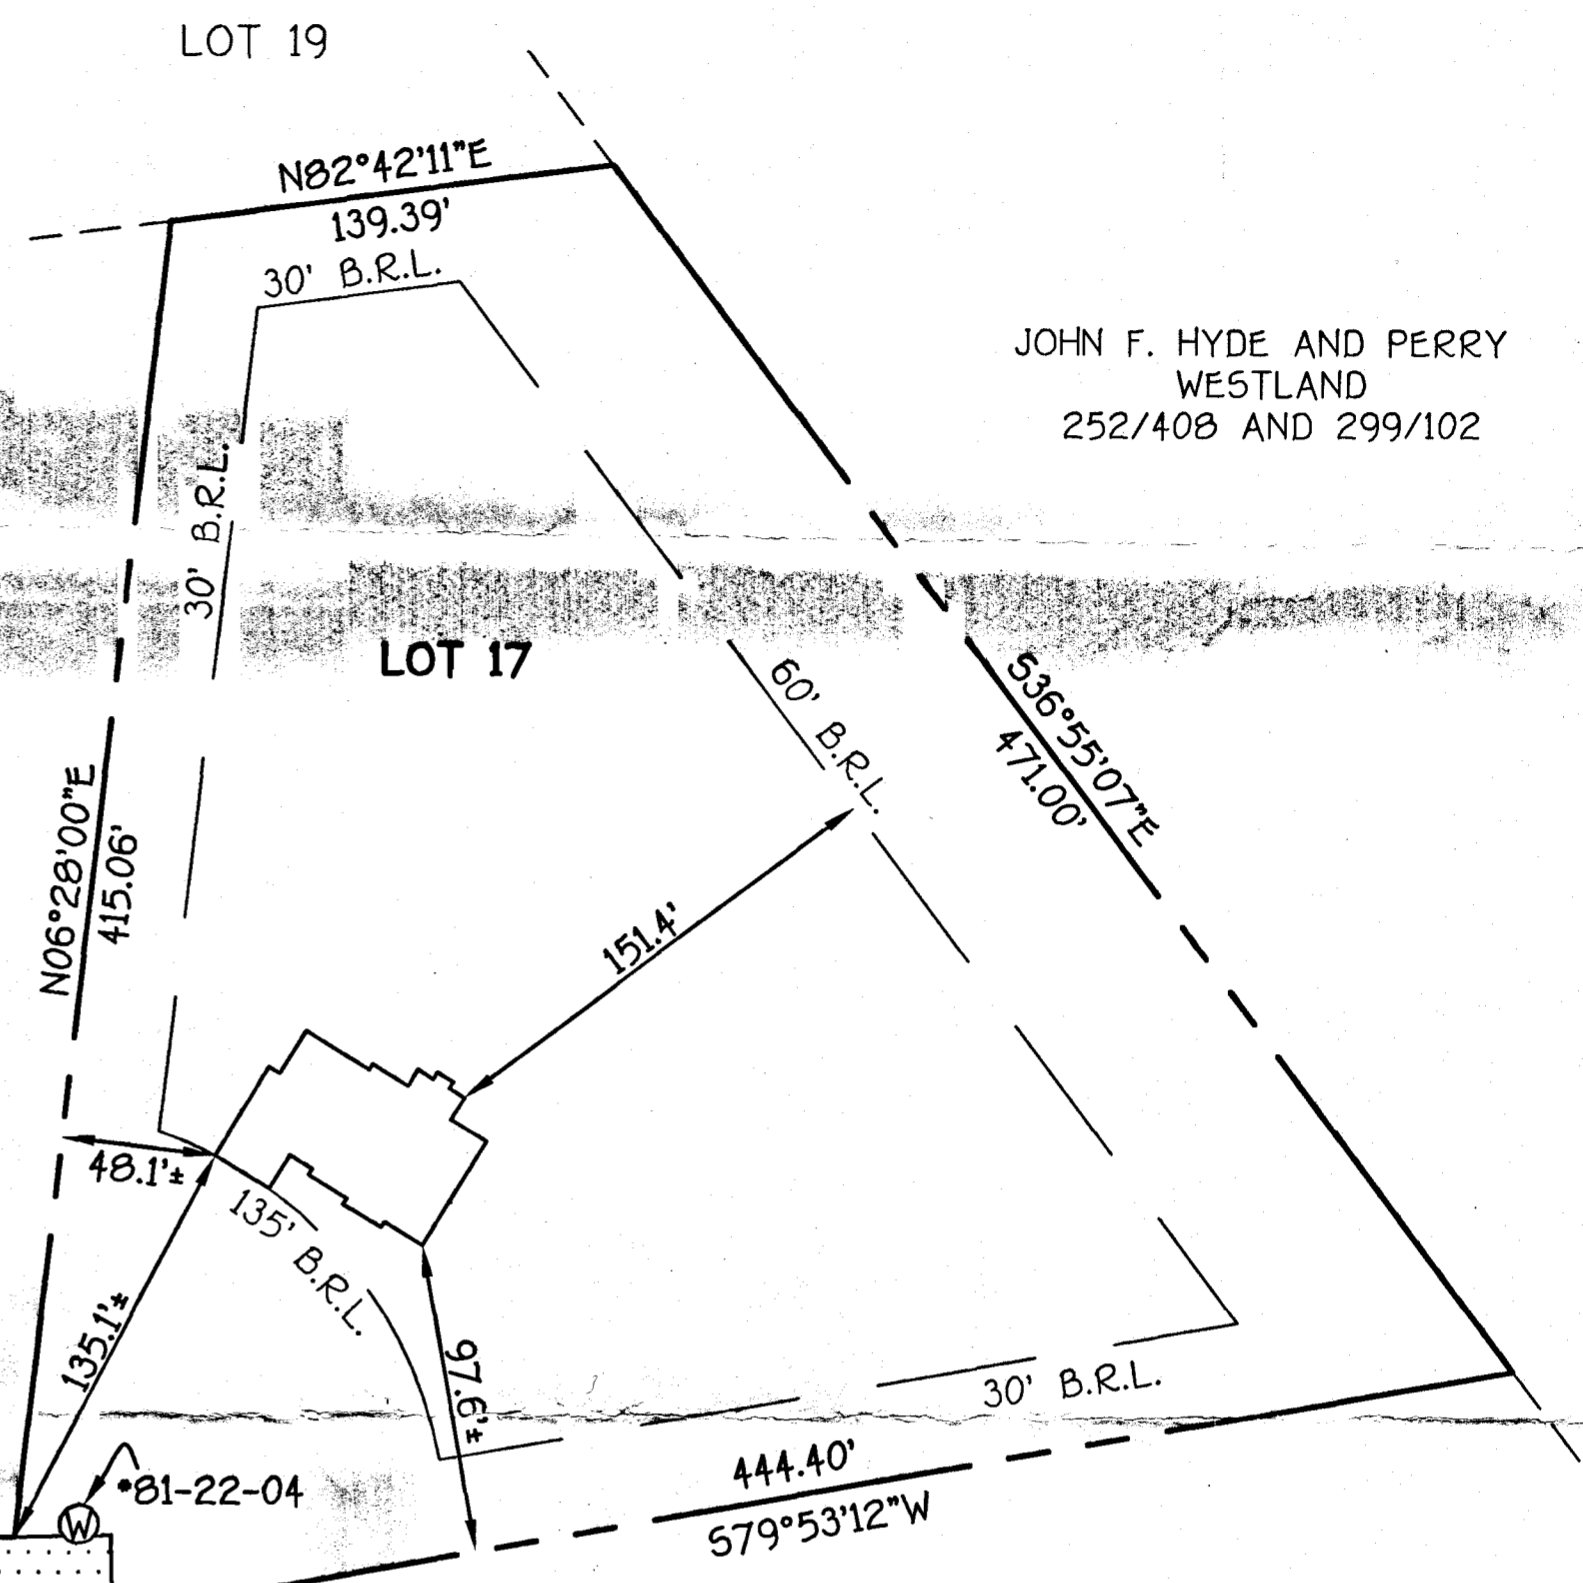 LOT 19
N82°42'11"E
139.39'
30' B.R.L.
JOHN F. HYDE AND PERRY
WESTLAND
252/408 AND 299/102
30' B.R.L.
LOT 17
60' B.R.L.
S36°55'07"E
471.00'
N06°28'00"E
415.06'
151.4'
48.1'±
135' B.R.L.
135.1'±
97.6'±
30' B.R.L.
444.40'
S79°53'12"W
*81-22-04
W